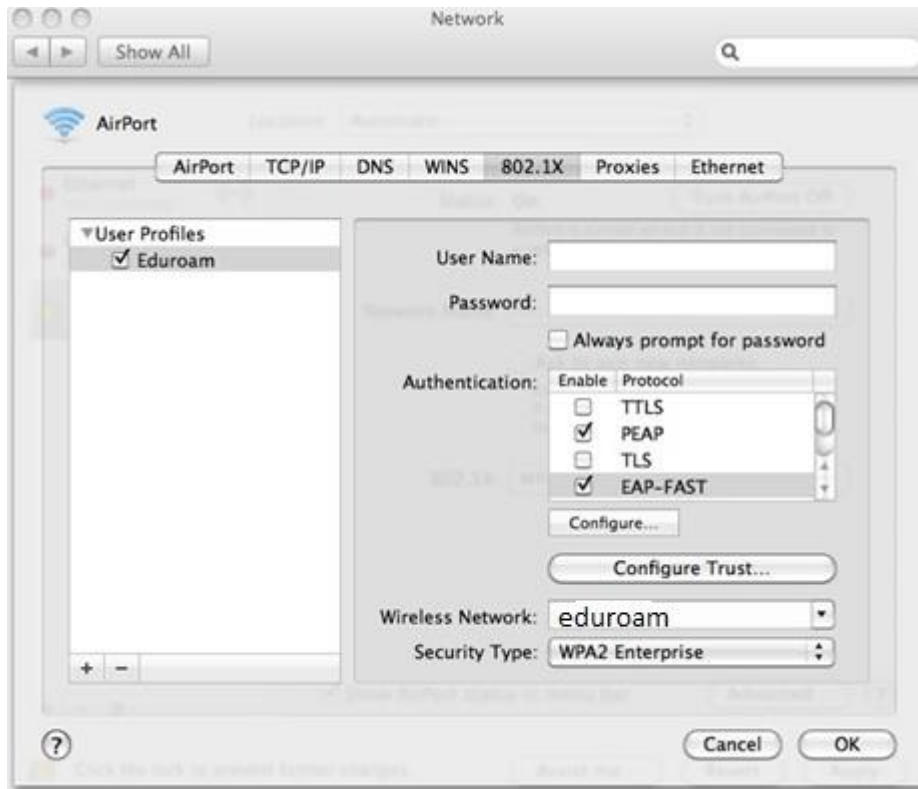 Network
Show All
AirPort
AirPort TCP/IP DNS WINS 802.1X Proxies Ethernet
User Profiles
Eduroam
User Name:
Password:
Always prompt for password
Authentication:
Enable Protocol
TTLS
PEAP
TLS
EAP-FAST
Configure...
Configure Trust...
Wireless Network: eduroam
Security Type: WPA2 Enterprise
+ -
? Cancel OK